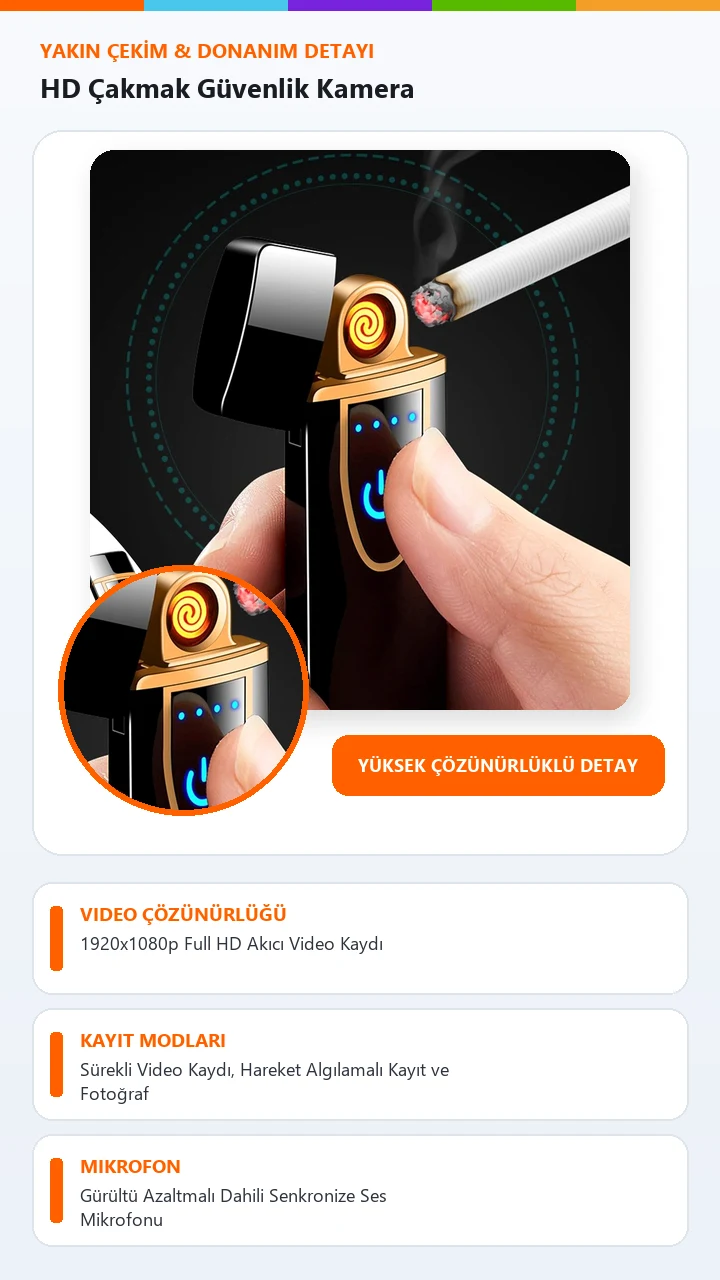 YAKIN ÇEKİM & DONANIM DETAYI
HD Çakmak Güvenlik Kamera
YÜKSEK ÇÖZÜNÜRLÜKLÜ DETAY
VIDEO ÇÖZÜNÜRLÜĞÜ
1920x1080p Full HD Akıcı Video Kaydı
KAYIT MODLARI
Sürekli Video Kaydı, Hareket Algılamalı Kayıt ve
Fotoğraf
MIKROFON
Gürültü Azaltmalı Dahili Senkronize Ses
Mikrofonu